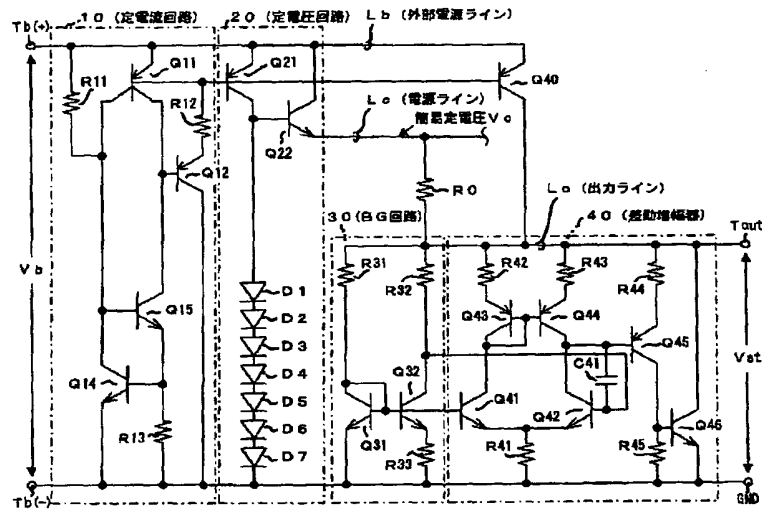 Tb(+)
10(定電流回路)
20(定電圧回路)
Lb(外部電源ライン)
R11
Q11
Q21
R12
Q40
Lc(電源ライン)
簡易定電圧Vc
Q12
Q22
R0
Lo(出力ライン)
30(BG回路)
40(差動増幅器)
Tout
Vb
R31
R32
R42
R43
R44
D1
D2
D3
D4
D5
D6
D7
Q43
Q44
Q15
Q45
Vst
Q32
C41
Q14
Q41
Q42
Q46
R13
Q31
R33
R41
R45
Tb(-)
GND